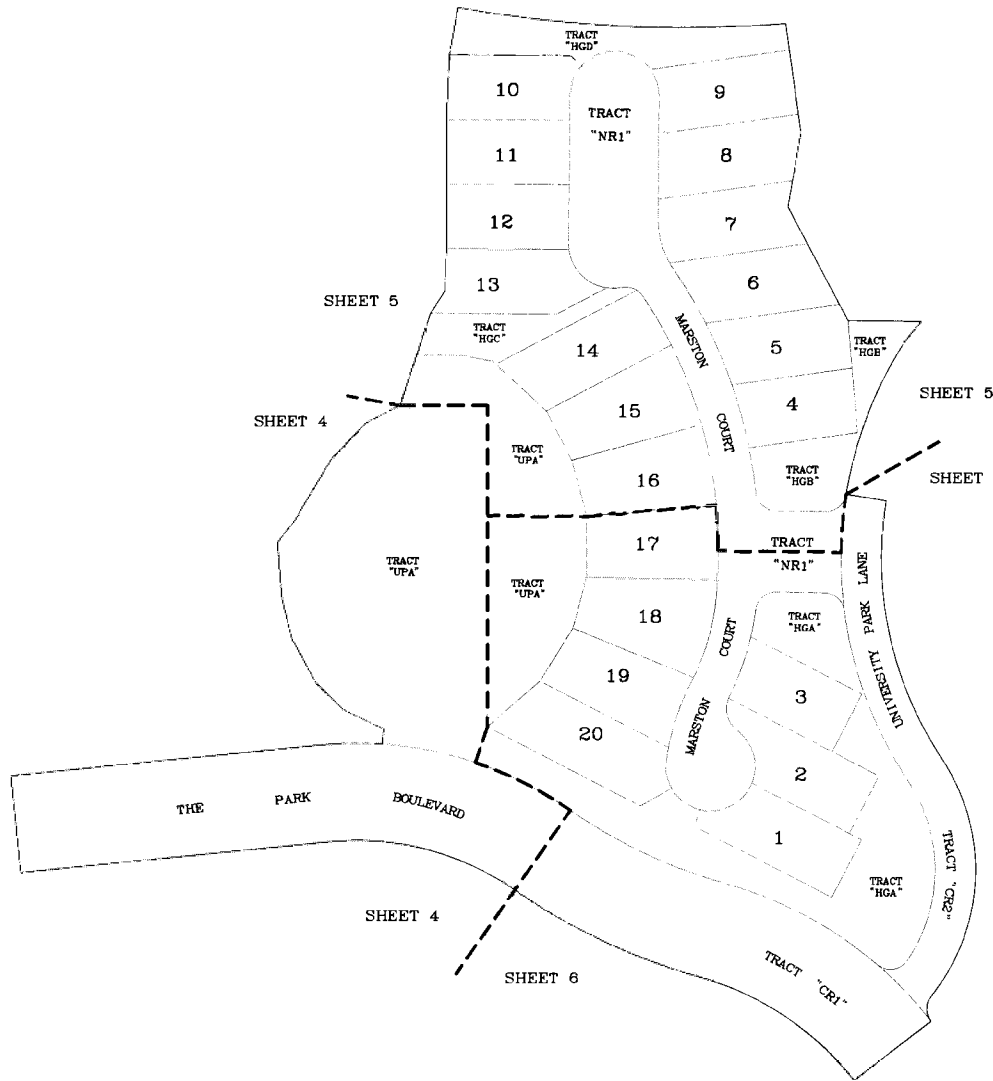 TRACT
"HGD"
10
TRACT
"NR1"
9
11
8
12
7
13
6
SHEET 5
TRACT
"HGC"
MARSTON
COURT
14
5
TRACT
"HGB"
4
15
SHEET 5
SHEET 4
TRACT
"UPA"
16
TRACT
"HGB"
SHEET
17
TRACT
"NR1"
TRACT
"UPA"
TRACT
"UPA"
18
TRACT
"HGA"
UNIVERSITY PARK LANE
MARSTON COURT
19
3
20
2
THE PARK BOULEVARD
1
TRACT
"HGA"
TRACT "CR2"
SHEET 4
SHEET 6
TRACT "CR1"